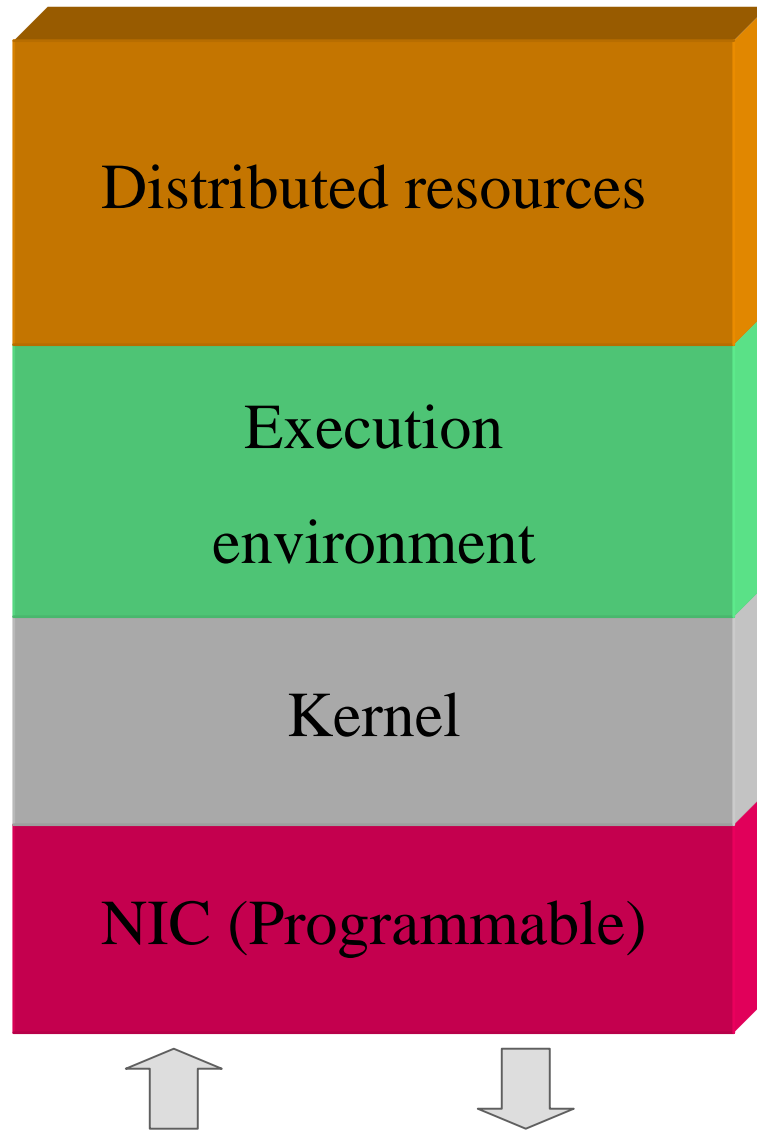 Distributed resources
Execution
environment
Kernel
NIC (Programmable)